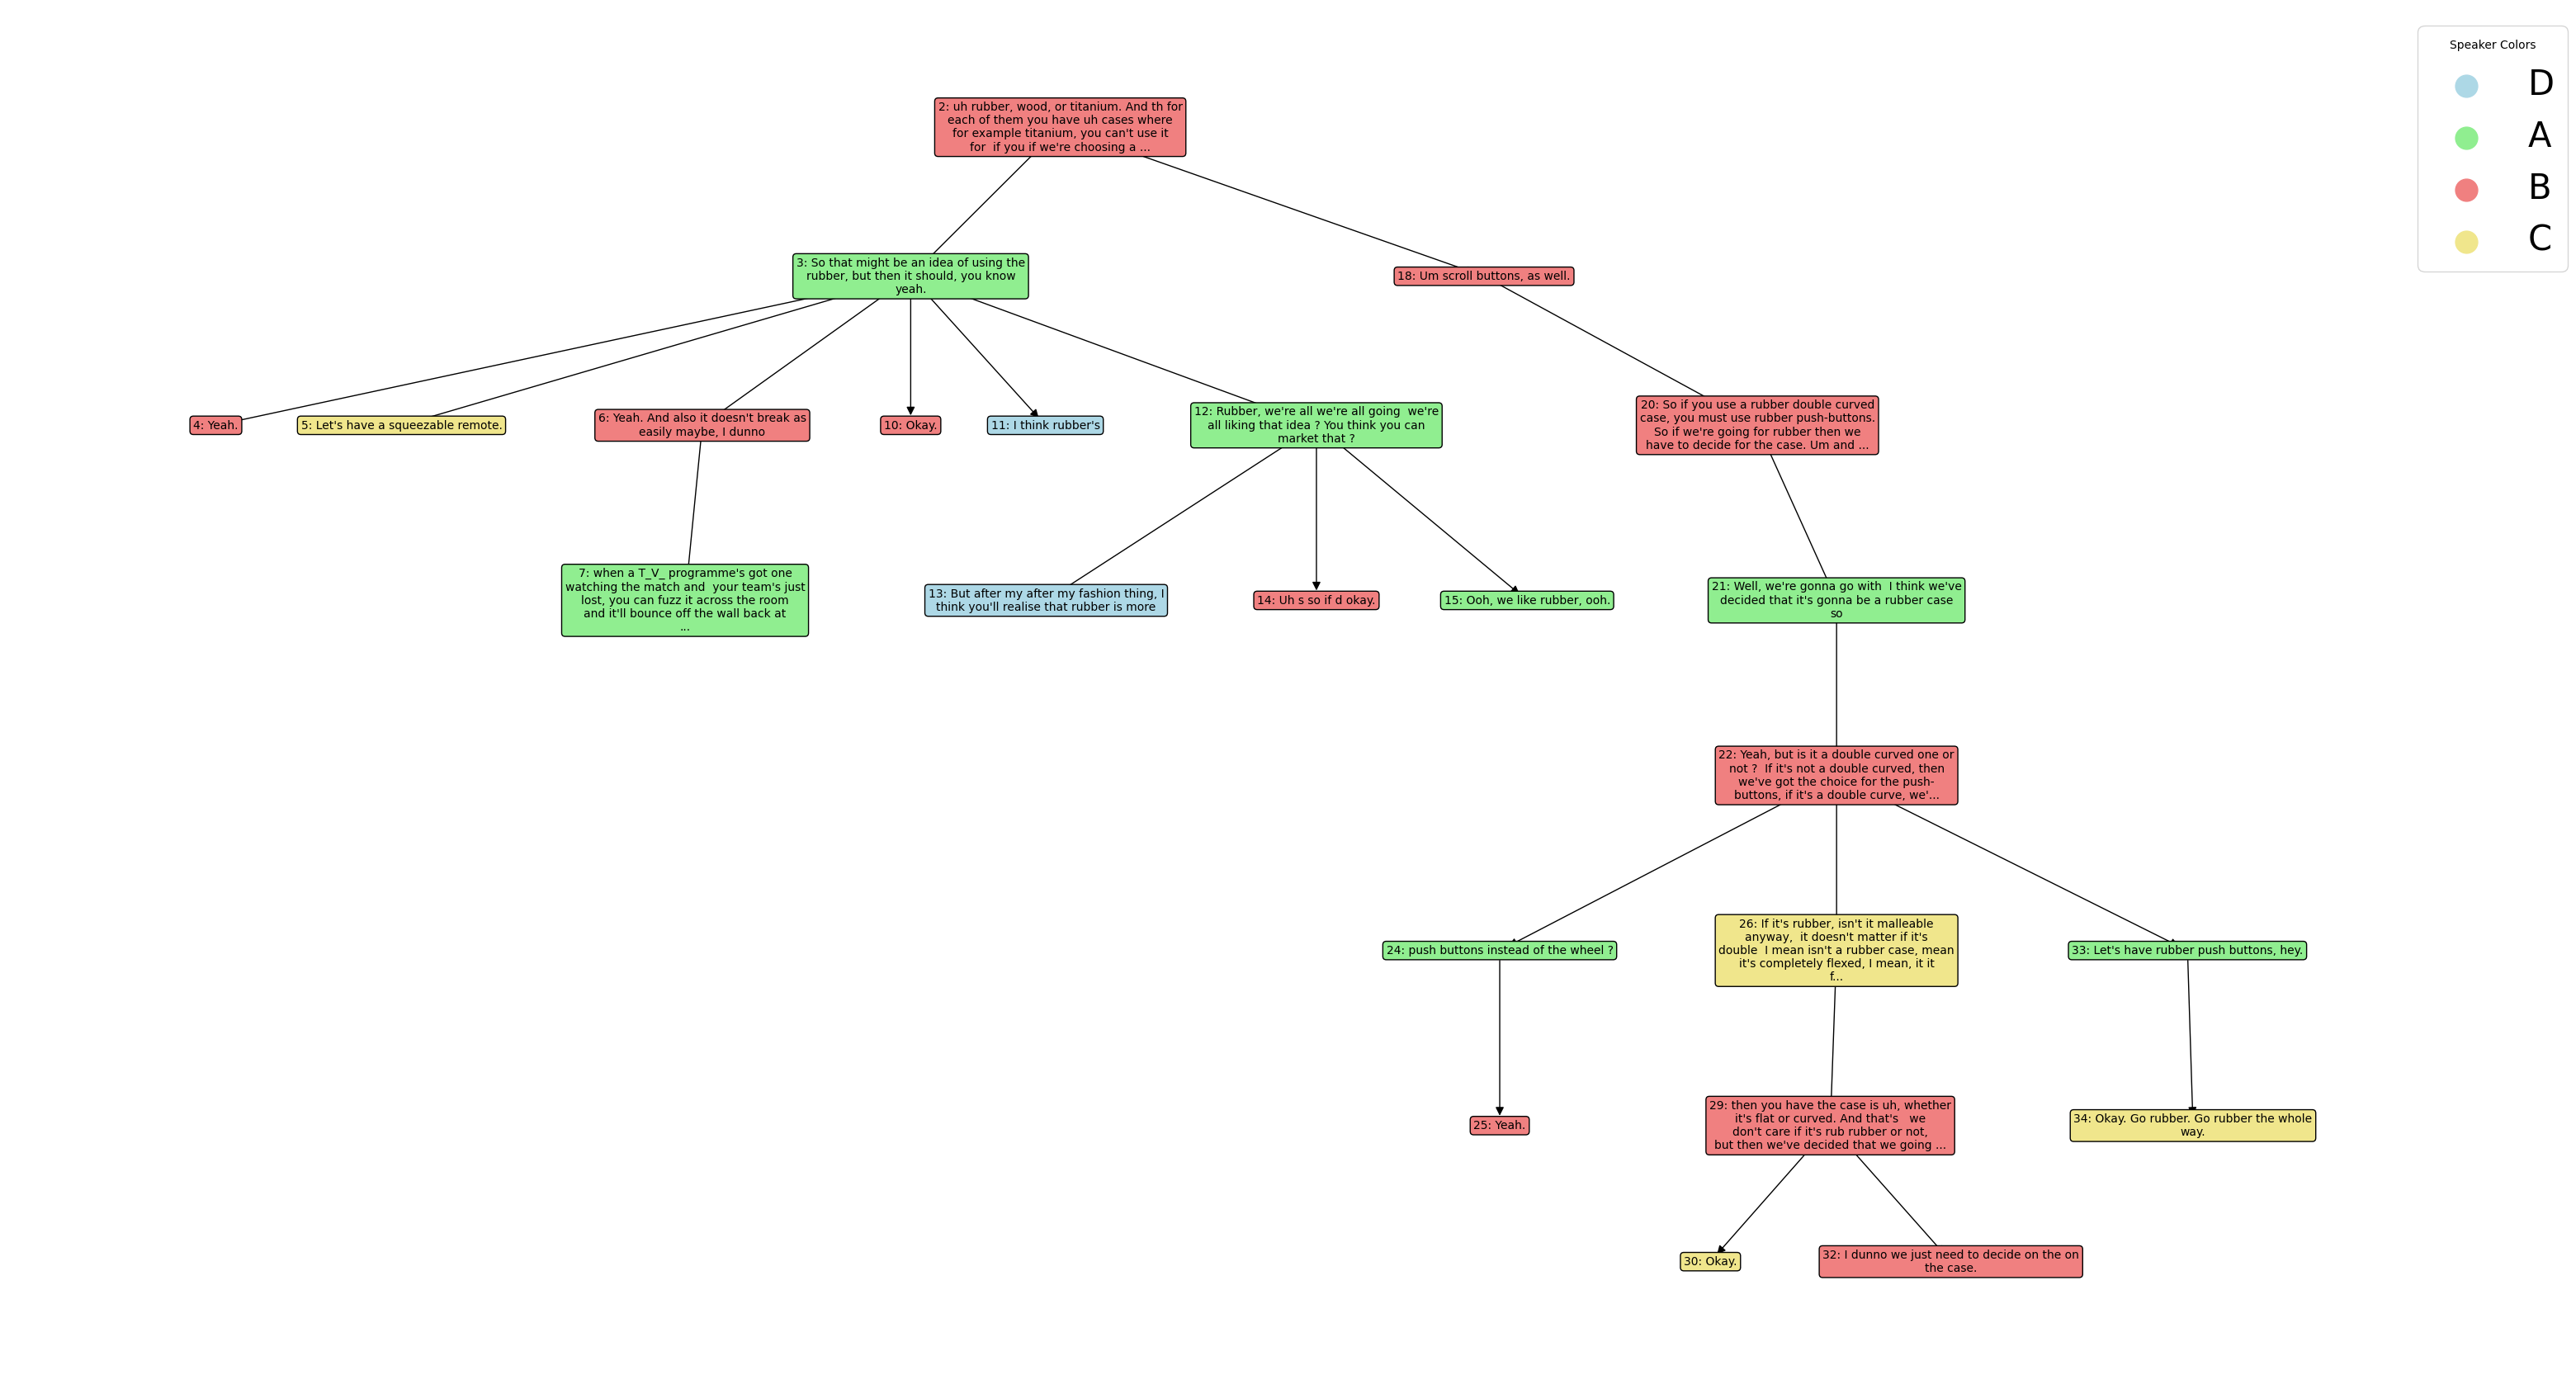 Speaker Colors
D
A
B
C
2: uh rubber, wood, or titanium. And th for
each of them you have uh cases where
for example titanium, you can't use it
for  if you if we're choosing a ...
3: So that might be an idea of using the
rubber, but then it should, you know
yeah.
18: Um scroll buttons, as well.
4: Yeah.
5: Let's have a squeezable remote.
6: Yeah. And also it doesn't break as
easily maybe, I dunno
10: Okay.
11: I think rubber's
12: Rubber, we're all we're all going  we're
all liking that idea ? You think you can
market that ?
20: So if you use a rubber double curved
case, you must use rubber push-buttons.
So if we're going for rubber then we
have to decide for the case. Um and ...
7: when a T_V_ programme's got one
watching the match and  your team's just
lost, you can fuzz it across the room
and it'll bounce off the wall back at
...
13: But after my after my fashion thing, I
think you'll realise that rubber is more
14: Uh s so if d okay.
15: Ooh, we like rubber, ooh.
21: Well, we're gonna go with  I think we've
decided that it's gonna be a rubber case
so
22: Yeah, but is it a double curved one or
not ?  If it's not a double curved, then
we've got the choice for the push-
buttons, if it's a double curve, we'...
24: push buttons instead of the wheel ?
26: If it's rubber, isn't it malleable
anyway,  it doesn't matter if it's
double  I mean isn't a rubber case, mean
it's completely flexed, I mean, it it
f...
33: Let's have rubber push buttons, hey.
25: Yeah.
29: then you have the case is uh, whether
it's flat or curved. And that's   we
don't care if it's rub rubber or not,
but then we've decided that we going ...
34: Okay. Go rubber. Go rubber the whole
way.
30: Okay.
32: I dunno we just need to decide on the on
the case.